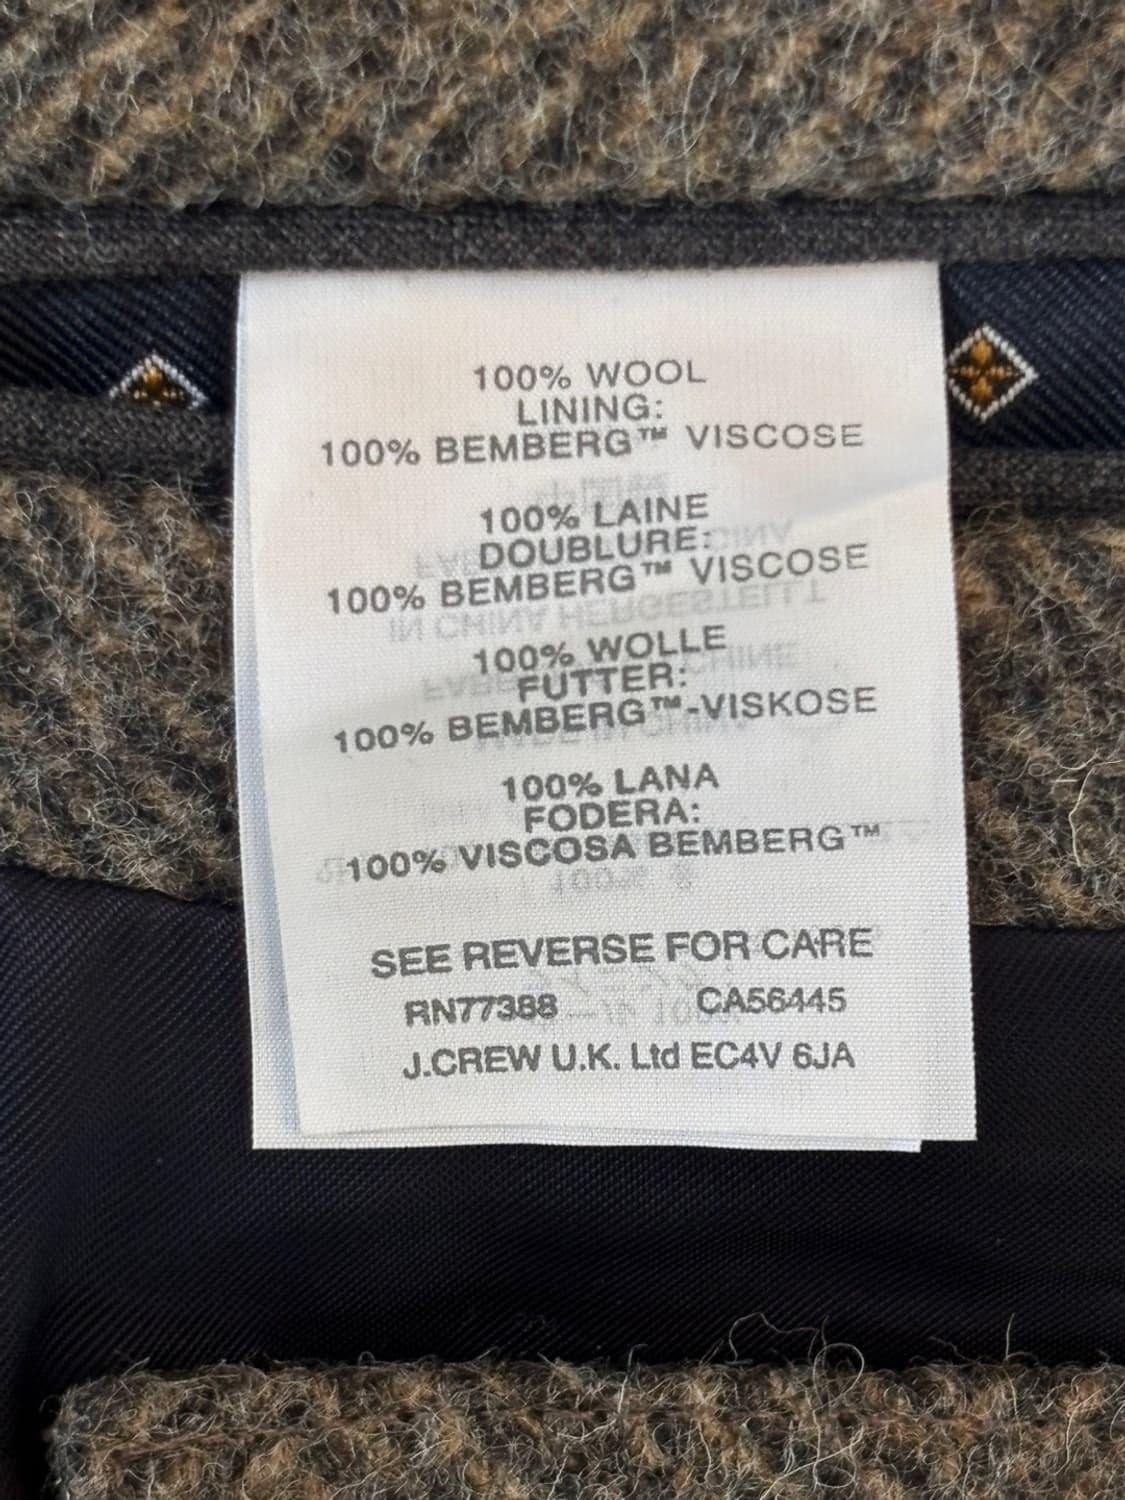 100% WOOL
LINING:
100% BEMBERG™ VISCOSE
100% LAINE
DOUBLURE:
100% BEMBERG™ VISCOSE
100% WOLLE
FUTTER:
100% BEMBERG™-VISKOSE
100% LANA
FODERA:
100% VISCOSA BEMBERG™
SEE REVERSE FOR CARE
RN77388 CA56445
J.CREW U.K. Ltd EC4V 6JA